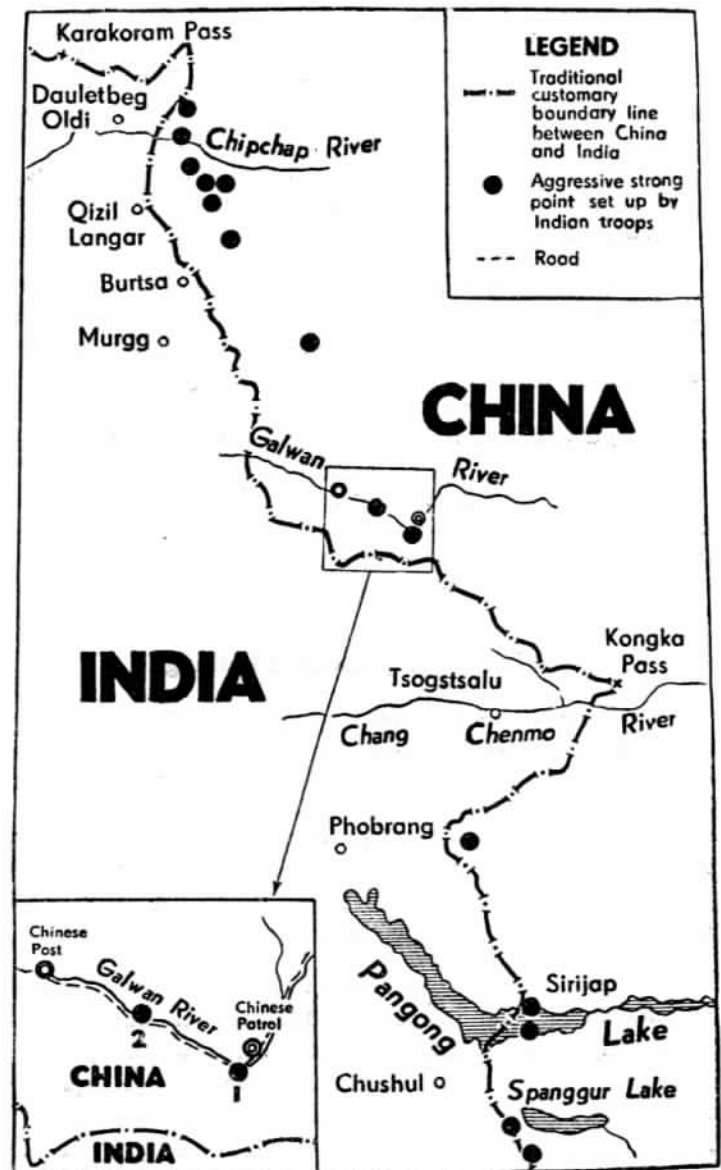 Karakoram Pass
Dauletbeg
Oldi
Chipchap River
Qizil
Langar
Burtsa
Murgg
LEGEND
Traditional
customary
boundary line
between China
and India
Aggressive strong
point set up by
Indian troops
Road
CHINA
Galwan River
INDIA
Kongka
Pass
Tsogstsalu
Chang Chenmo River
Phobrang
Sirijap
Pangong Lake
Chushul
Spanggur Lake
Chinese
Post
Galwan River
Chinese
Patrol
2
1
CHINA
INDIA